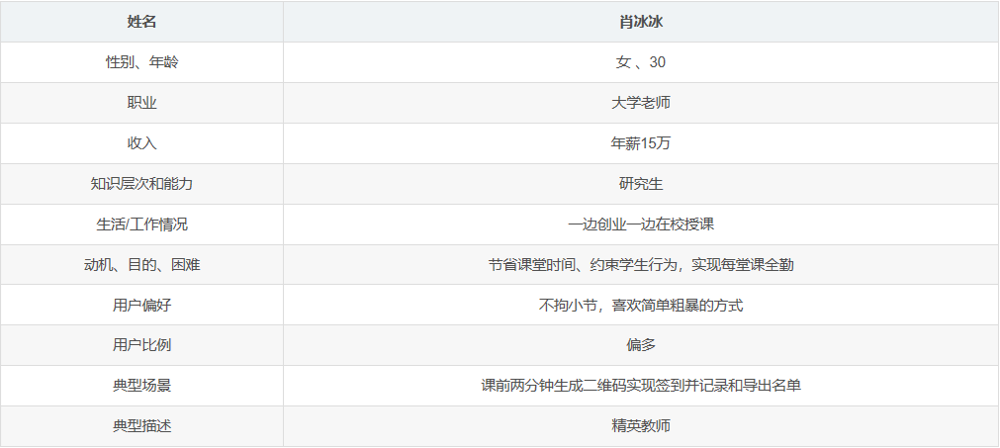 姓名 肖冰冰
性别、年龄 女 、30
职业 大学老师
收入 年薪15万
知识层次和能力 研究生
生活/工作情况 一边创业一边在校授课
动机、目的、困难 节省课堂时间、约束学生行为，实现每堂课全勤
用户偏好 不拘小节，喜欢简单粗暴的方式
用户比例 偏多
典型场景 课前两分钟生成二维码实现签到并记录和导出名单
典型描述 精英教师